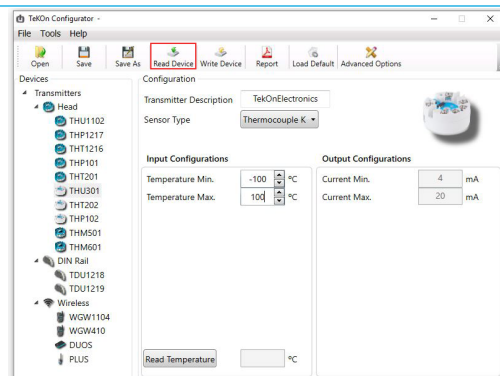 TeKOn Configurator -
File Tools Help
Open Save Save As Read Device Write Device Report Load Default Advanced Options
Devices
Transmitters
Head
THU1102
THP1217
THT1216
THP101
THT201
THU301
THT202
THP102
THM501
THM601
DIN Rail
TDU1218
TDU1219
Wireless
WGW1104
WGW410
DUOS
PLUS
Configuration
Transmitter Description TekOnElectronics
Sensor Type Thermocouple K
Input Configurations
Temperature Min. -100 ºC
Temperature Max. 100 ºC
Read Temperature ºC
Output Configurations
Current Min. 4 mA
Current Max. 20 mA